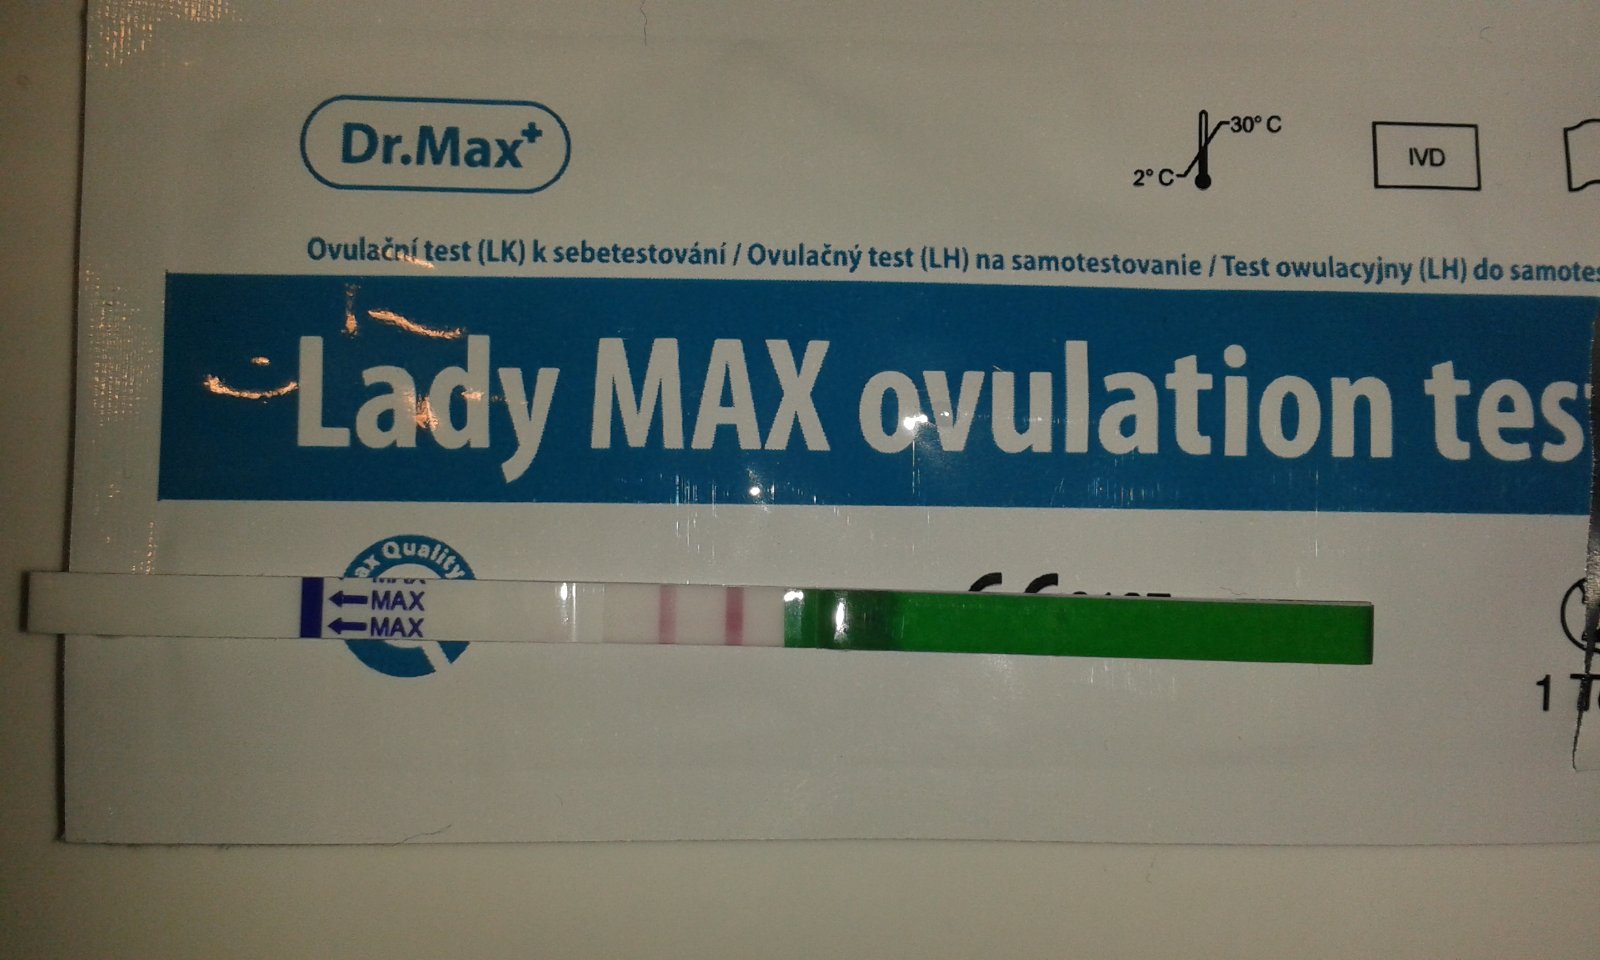 Dr.Max+
30° C
2° C
IVD
Ovulační test (LK) k sebetestování / Ovulačný test (LH) na samotestovanie / Test owulacyjny (LH) do samotes
Lady MAX ovulation tes
Quality
MAX
MAX
1